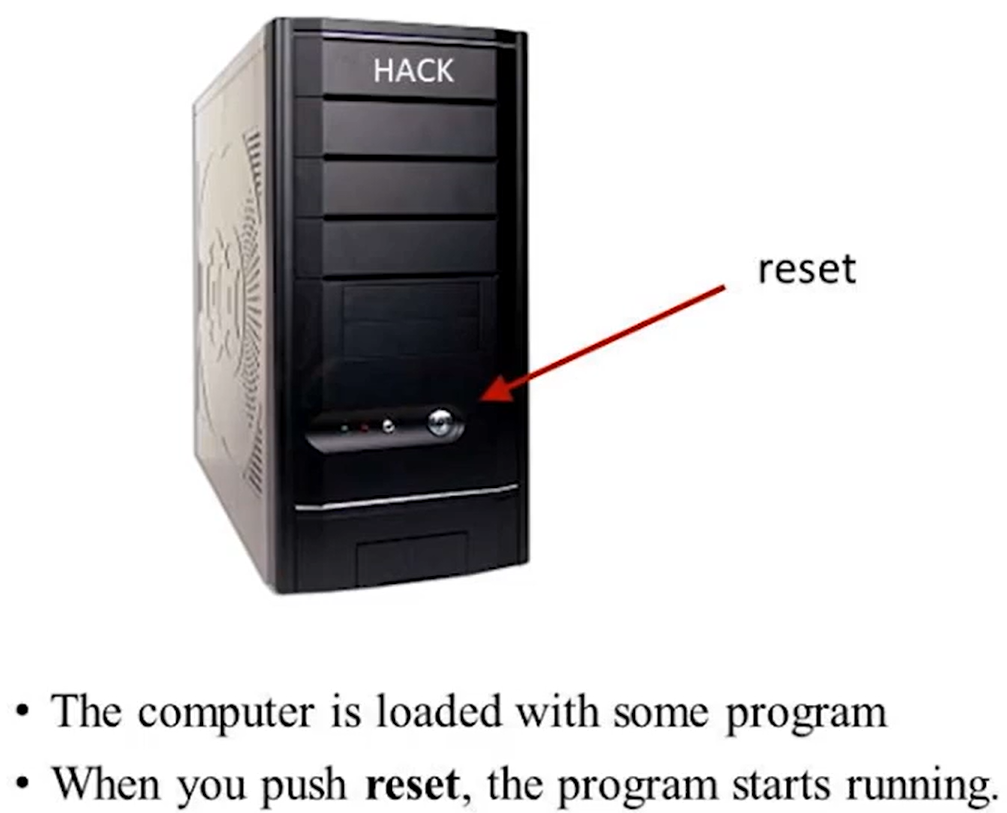 HACK
reset
• The computer is loaded with some program
• When you push reset, the program starts running.